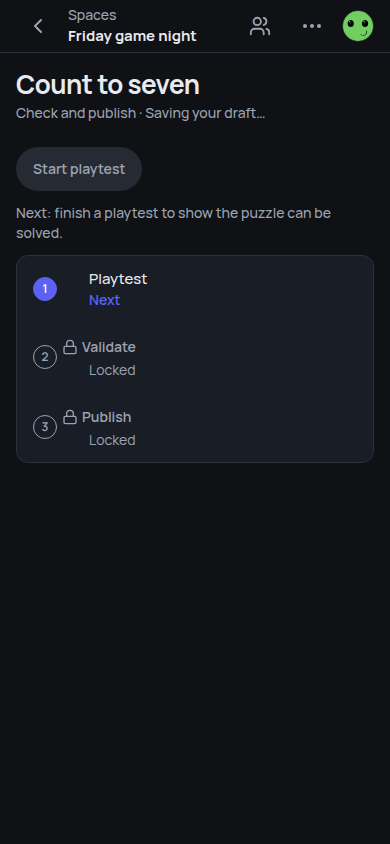 Spaces
Friday game night
Count to seven
Check and publish · Saving your draft…
Start playtest
Next: finish a playtest to show the puzzle can be
solved.
1
Playtest
Next
2
Validate
Locked
3
Publish
Locked